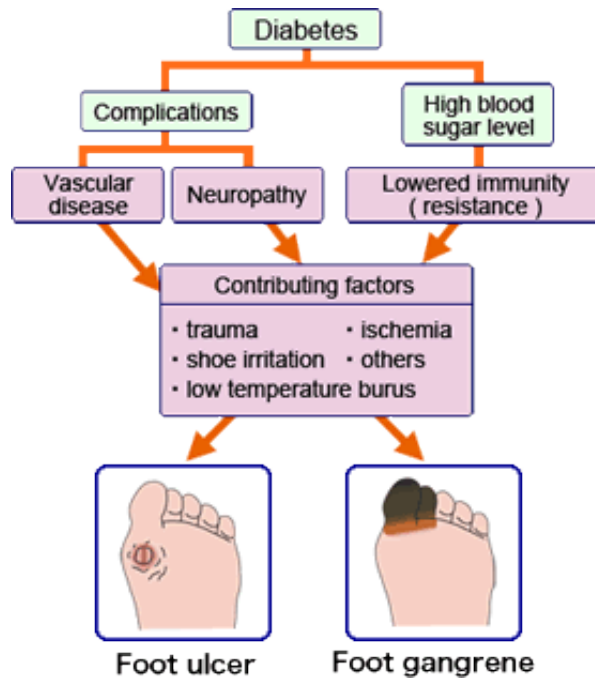 Diabetes
Complications
High blood
sugar level
Vascular
disease
Neuropathy
Lowered immunity
( resistance )
Contributing factors
・trauma
・ischemia
・shoe irritation
・others
・low temperature burus
Foot ulcer
Foot gangrene